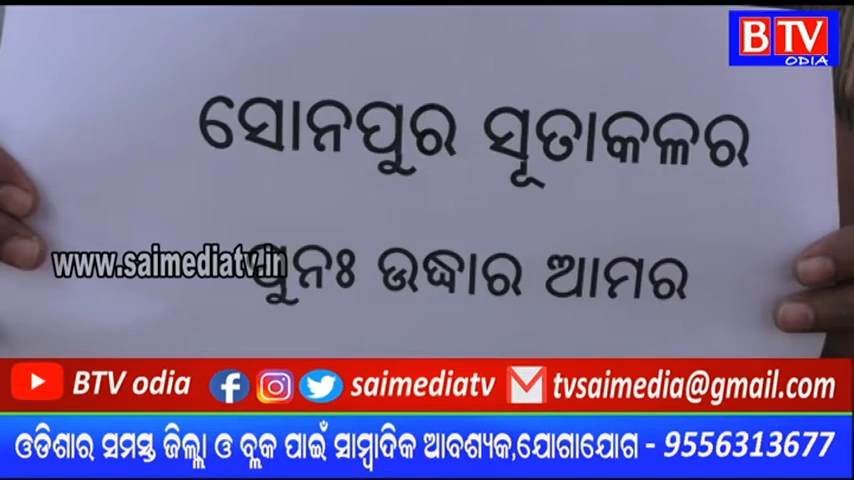 BTV
ODIA
ସୋନପୁର ସୂତାକଳର
ପୁନଃ ଉଦ୍ଧାର ଆମର
www.saimediatv.in
BTV odia saimediatv tvsaimedia@gmail.com
ଓଡିଶାର ସମସ୍ତ ଜିଲ୍ଲା ଓ ବ୍ଲକ ପାଇଁ ସାମ୍ବାଦିକ ଆବଶ୍ୟକ,ଯୋଗାଯୋଗ - 9556313677